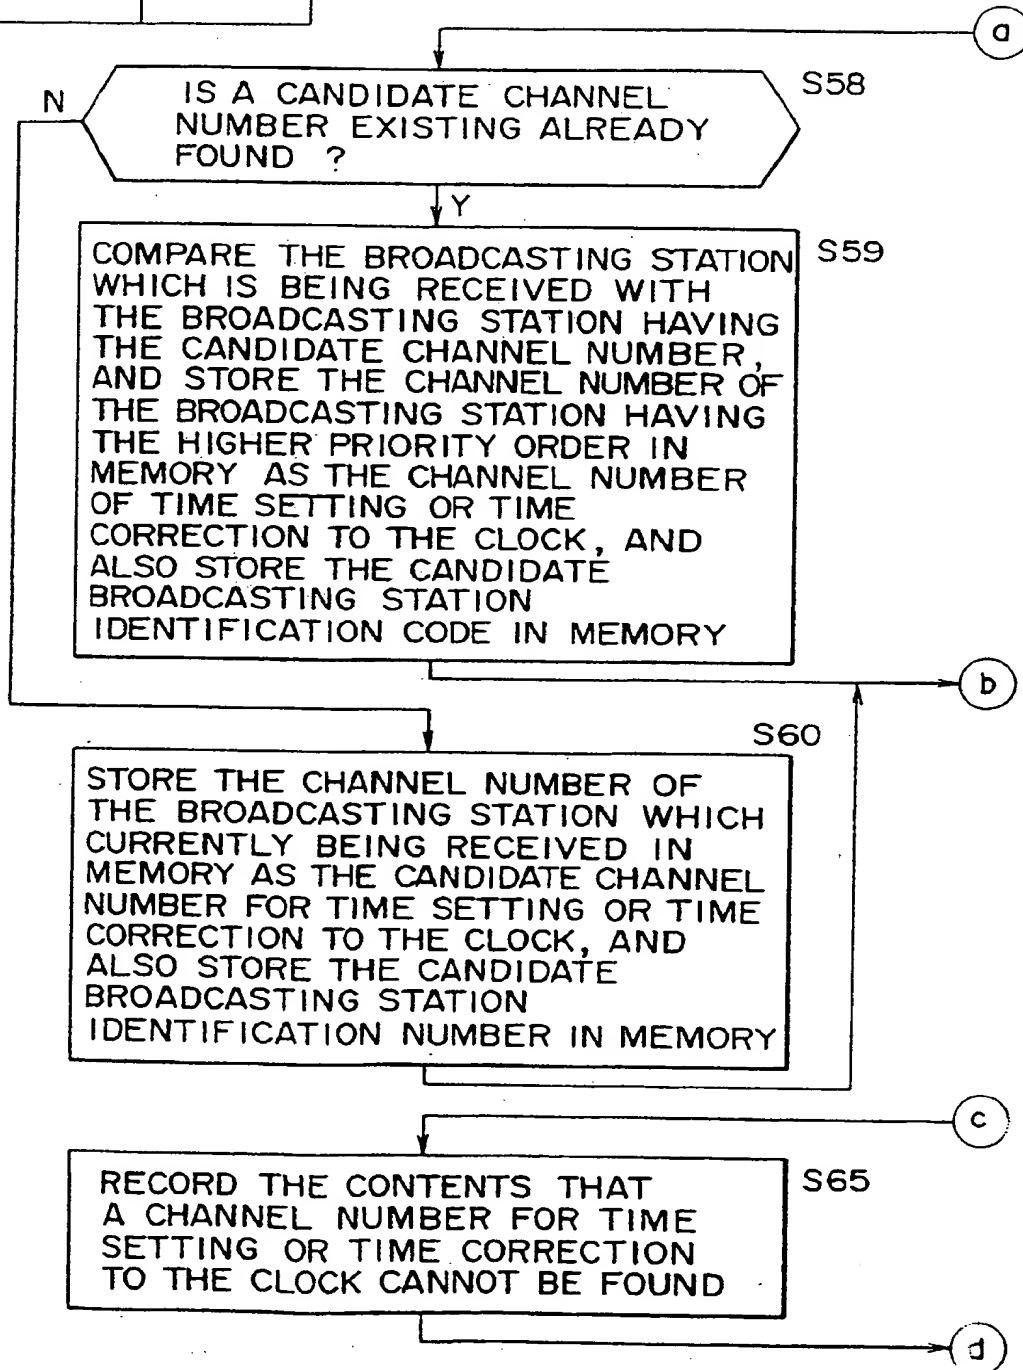 a
S58
N
IS A CANDIDATE CHANNEL
NUMBER EXISTING ALREADY
FOUND ?
Y
S59
COMPARE THE BROADCASTING STATION
WHICH IS BEING RECEIVED WITH
THE BROADCASTING STATION HAVING
THE CANDIDATE CHANNEL NUMBER,
AND STORE THE CHANNEL NUMBER OF
THE BROADCASTING STATION HAVING
THE HIGHER PRIORITY ORDER IN
MEMORY AS THE CHANNEL NUMBER
OF TIME SETTING OR TIME
CORRECTION TO THE CLOCK, AND
ALSO STORE THE CANDIDATE
BROADCASTING STATION
IDENTIFICATION CODE IN MEMORY
b
S60
STORE THE CHANNEL NUMBER OF
THE BROADCASTING STATION WHICH
CURRENTLY BEING RECEIVED IN
MEMORY AS THE CANDIDATE CHANNEL
NUMBER FOR TIME SETTING OR TIME
CORRECTION TO THE CLOCK, AND
ALSO STORE THE CANDIDATE
BROADCASTING STATION
IDENTIFICATION NUMBER IN MEMORY
c
S65
RECORD THE CONTENTS THAT
A CHANNEL NUMBER FOR TIME
SETTING OR TIME CORRECTION
TO THE CLOCK CANNOT BE FOUND
d